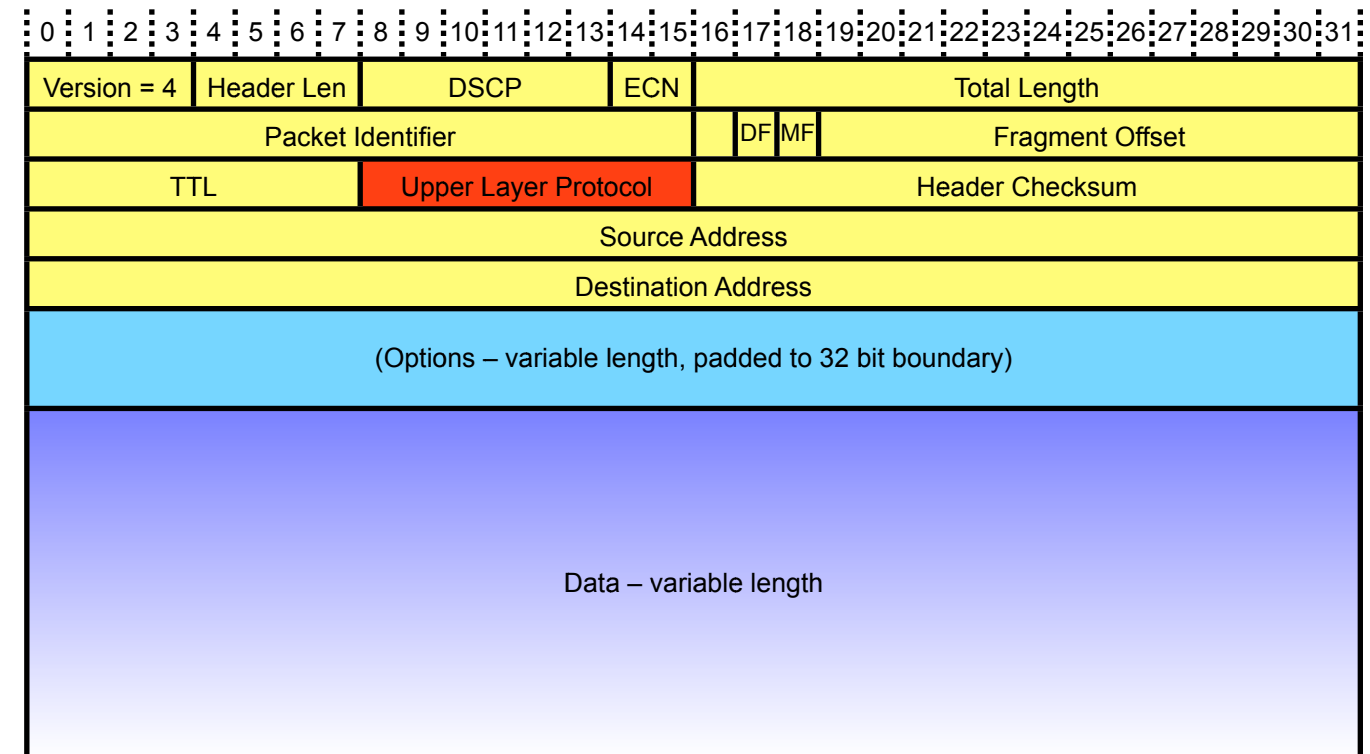 0 1 2 3 4 5 6 7 8 9 10 11 12 13 14 15 16 17 18 19 20 21 22 23 24 25 26 27 28 29 30 31
Version = 4 Header Len DSCP ECN Total Length
Packet Identifier DF MF Fragment Offset
TTL Upper Layer Protocol Header Checksum
Source Address
Destination Address
(Options – variable length, padded to 32 bit boundary)
Data – variable length